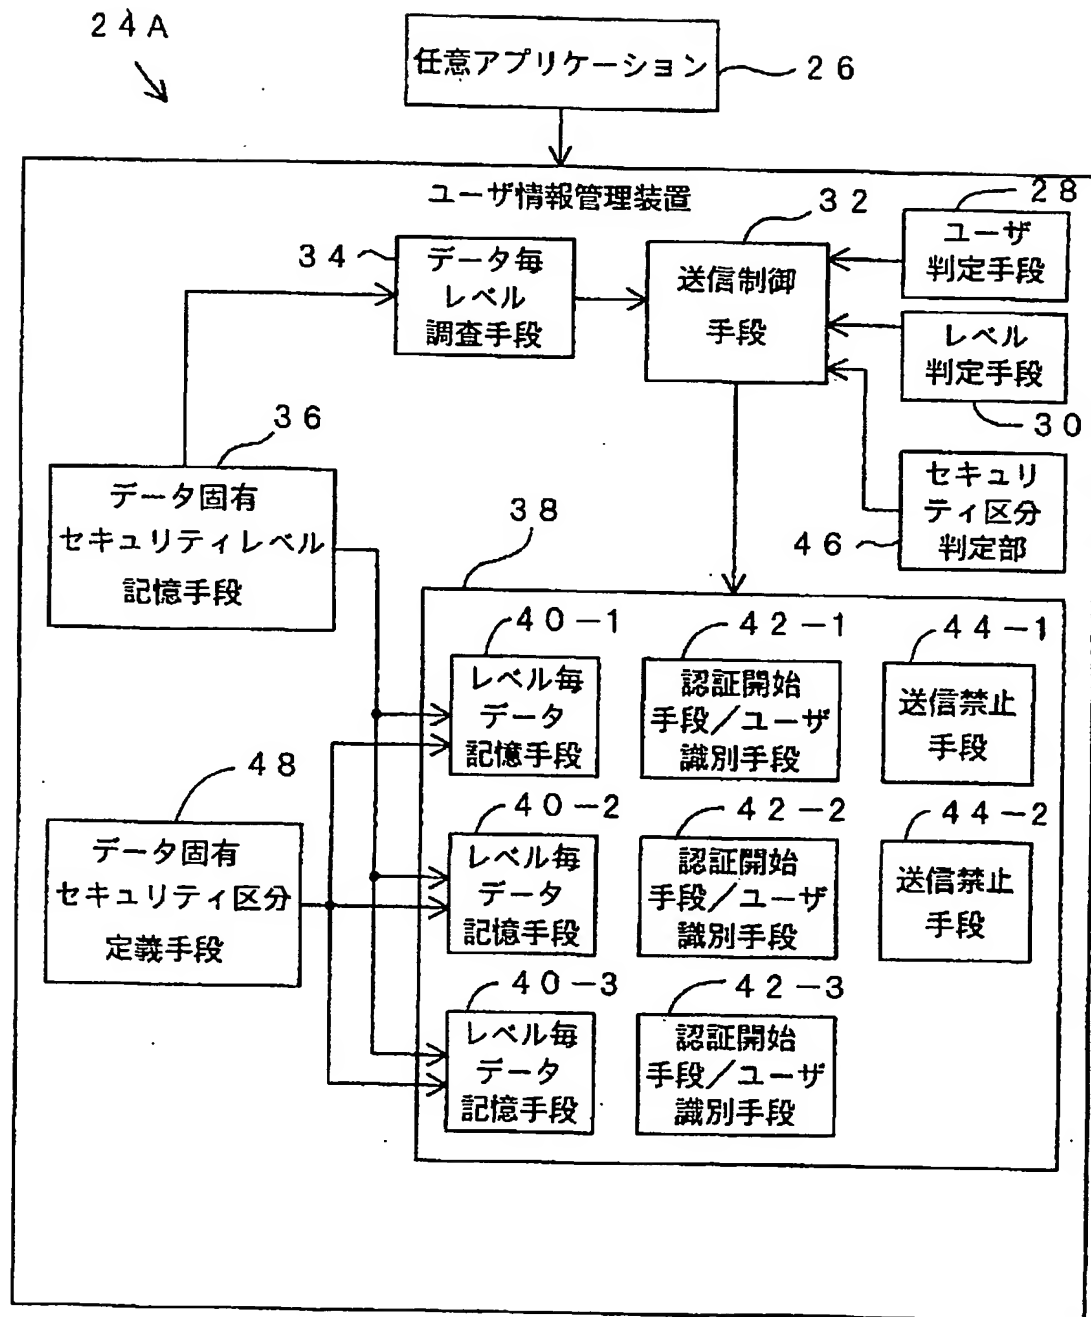 24A
任意アプリケーション
26
ユーザ情報管理装置
28
32
34
データ毎
レベル
調査手段
送信制御
手段
ユーザ
判定手段
レベル
判定手段
30
36
データ固有
セキュリティレベル
記憶手段
セキュリ
ティ区分
判定部
46
38
40-1
42-1
44-1
レベル毎
データ
記憶手段
認証開始
手段/ユーザ
識別手段
送信禁止
手段
48
40-2
42-2
44-2
データ固有
セキュリティ区分
定義手段
レベル毎
データ
記憶手段
認証開始
手段/ユーザ
識別手段
送信禁止
手段
40-3
42-3
レベル毎
データ
記憶手段
認証開始
手段/ユーザ
識別手段